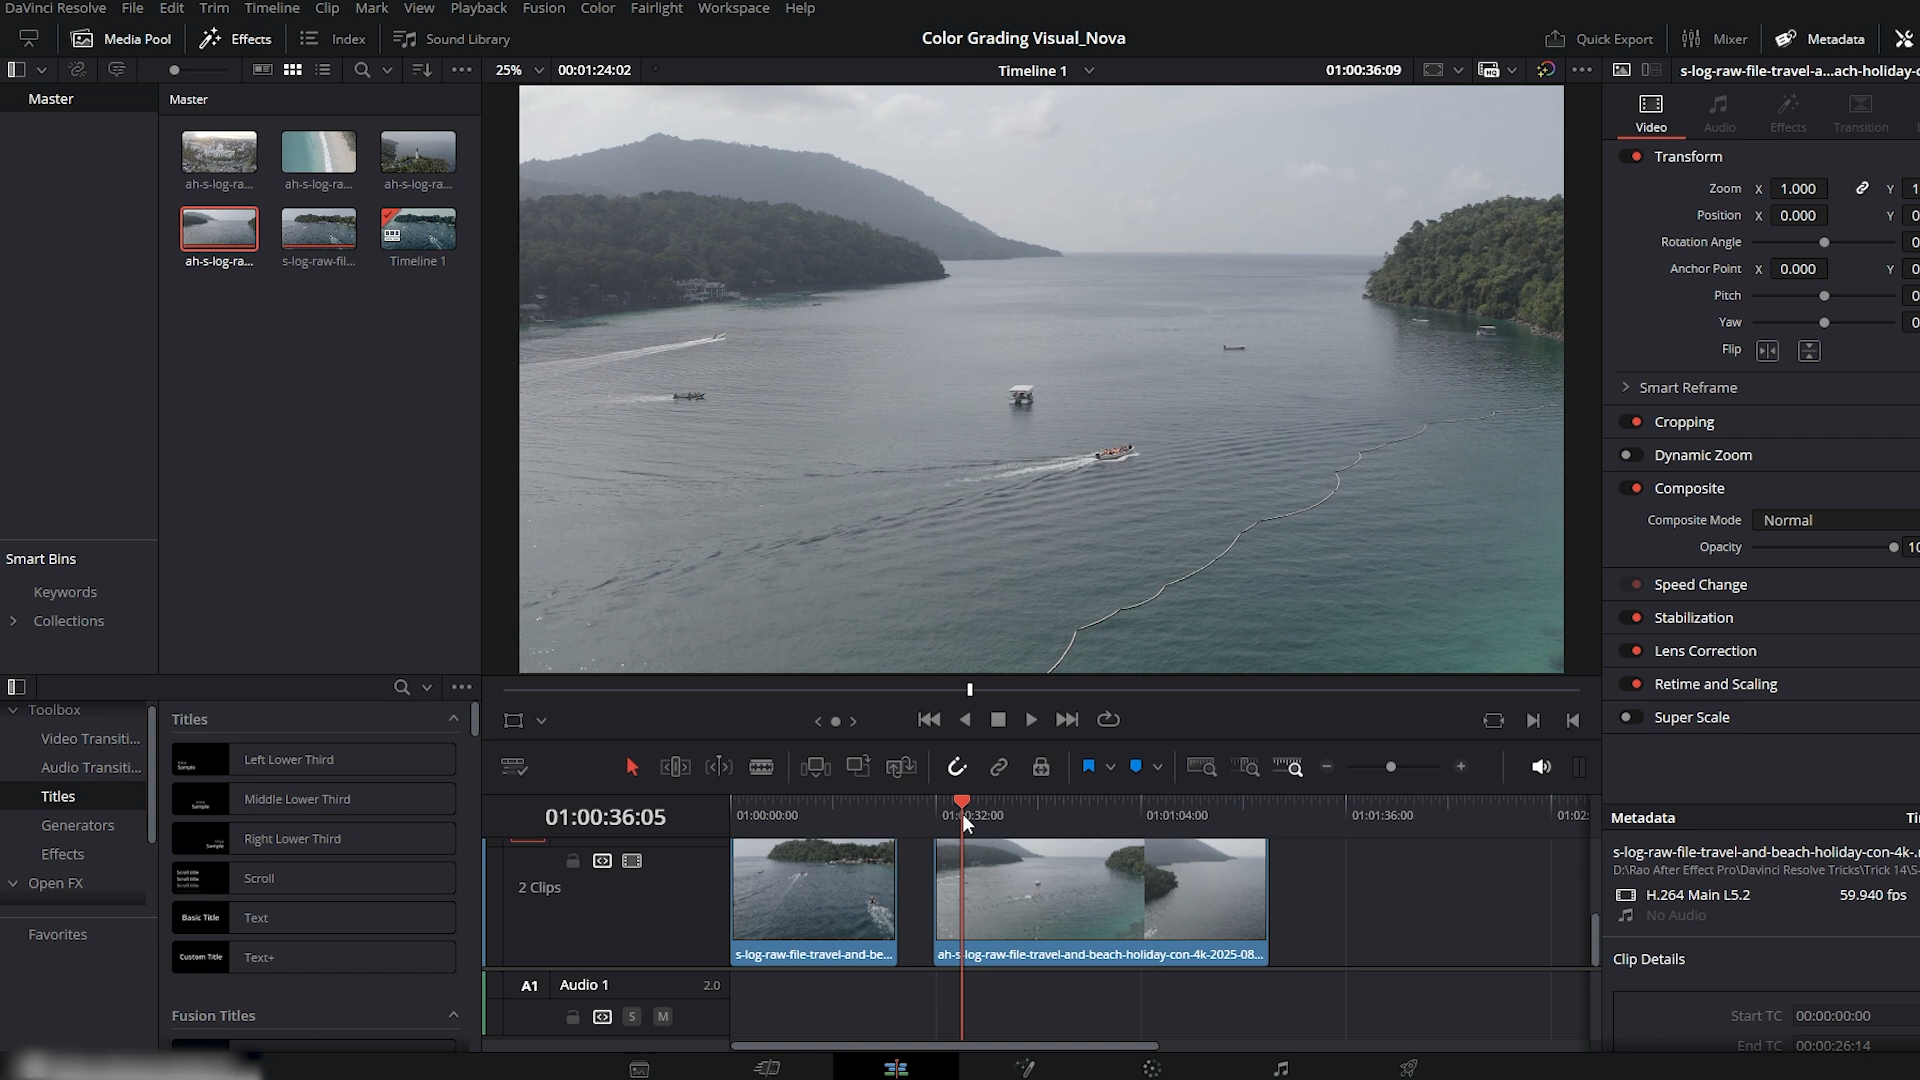 DaVinci Resolve File Edit Trim Timeline Clip Mark View Playback Fusion Color Fairlight Workspace Help
Media Pool Effects Index Sound Library Color Grading Visual_Nova Quick Export Mixer Metadata
25% 00:01:24:02 Timeline 1 01:00:36:09 s-log-raw-file-travel-a...ach-holiday-c
Master Master
ah-s-log-ra... ah-s-log-ra... ah-s-log-ra...
ah-s-log-ra... s-log-raw-fil... Timeline 1
Smart Bins
Keywords
Collections
Video Audio Effects Transition
Transform
Zoom X 1.000 Y 1
Position X 0.000 Y 0
Rotation Angle 0
Anchor Point X 0.000 Y 0
Pitch 0
Yaw 0
Flip
Smart Reframe
Cropping
Dynamic Zoom
Composite
Composite Mode Normal
Opacity 10
Speed Change
Stabilization
Lens Correction
Retime and Scaling
Super Scale
Toolbox
Video Transiti...
Audio Transiti...
Titles
Generators
Effects
Open FX
Favorites
Titles
Left Lower Third
Middle Lower Third
Right Lower Third
Scroll
Basic Title Text
Custom Title Text+
Fusion Titles
01:00:36:05 01:00:00:00 01:00:32:00 01:01:04:00 01:01:36:00 01:02:
2 Clips
s-log-raw-file-travel-and-be... ah-s-log-raw-file-travel-and-beach-holiday-con-4k-2025-08...
A1 Audio 1 2.0
S M
Metadata Ti
s-log-raw-file-travel-and-beach-holiday-con-4k-.
D:\Rao After Effect Pro\Davinci Resolve Tricks\Trick 14\S-
H.264 Main L5.2 59.940 fps
No Audio
Clip Details
Start TC 00:00:00:00
End TC 00:00:26:14